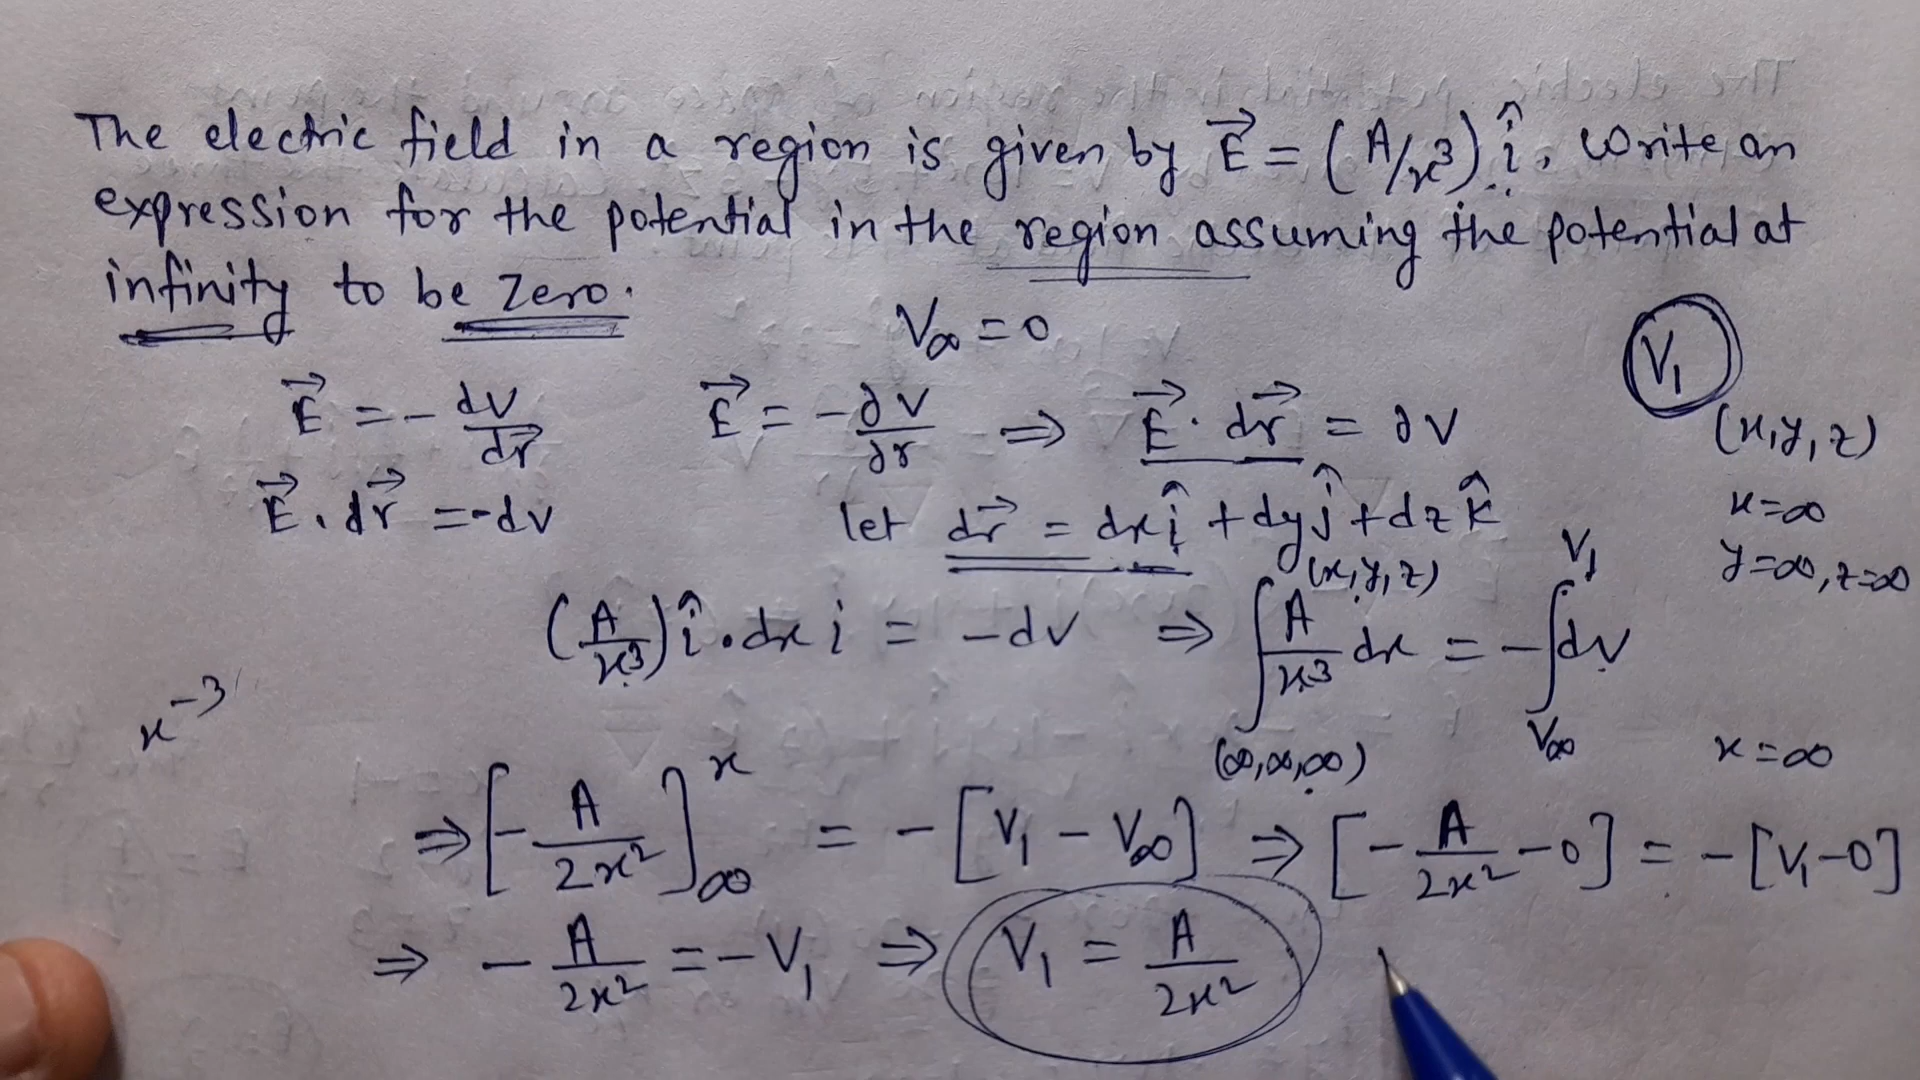 The electric field in a region is given by E⃗ = (A/x³) î. Write an
expression for the potential in the region assuming the potential at
infinity to be zero.
V∞ = 0
V₁
(x,y,z)
x=∞
y=∞, z=∞
E⃗ = - dV/dr⃗
E⃗ = - ∂V/∂r ⇒ E⃗ · dr⃗ = ∂V
E⃗ . dr⃗ = -dv
let dr⃗ = dx î + dy ĵ + dz k̂
(A/x³) î . dx i = -dv ⇒ ∫_(∞,∞,∞)^(x,y,z) A/x³ dx = - ∫_V∞^V₁ dv
x⁻³
x = ∞
⇒ [- A/2x²]_∞^x = - [V₁ - V∞] ⇒ [- A/2x² - 0] = - [V₁ - 0]
⇒ - A/2x² = - V₁ ⇒ V₁ = A/2x²